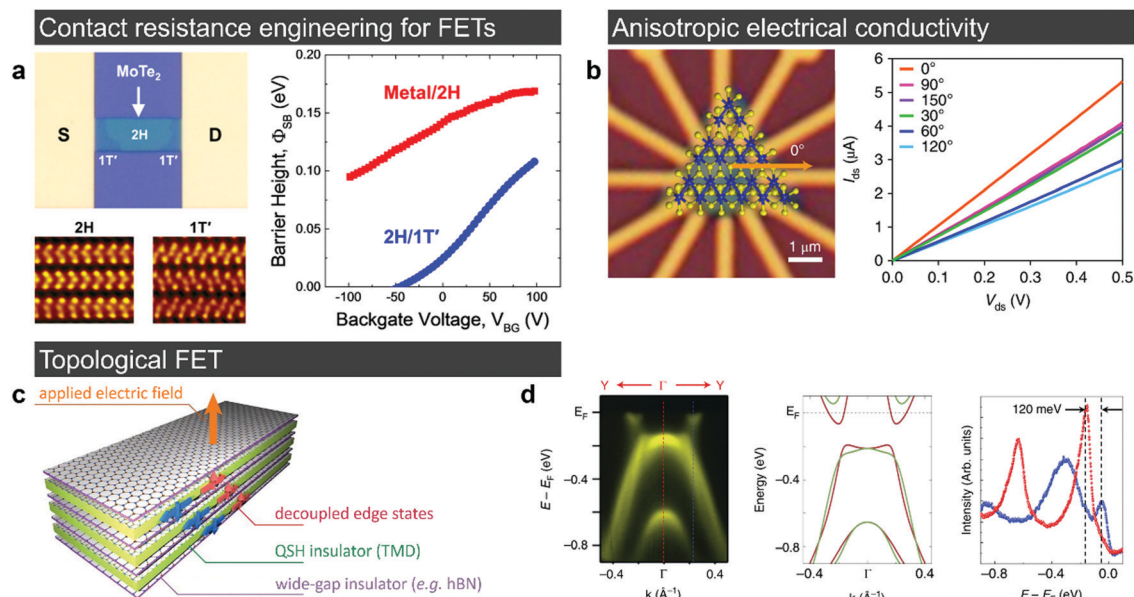 Contact resistance engineering for FETs
Anisotropic electrical conductivity
a
MoTe2
S
2H
D
1T′
1T′
2H
1T′
Barrier Height, ΦSB (eV)
0.20
0.15
0.10
0.05
0.00
Metal/2H
2H/1T′
-100
-50
0
50
100
Backgate Voltage, VBG (V)
b
0°
1 μm
Ids (μA)
6
5
4
3
2
1
0
0°
90°
150°
30°
60°
120°
0.0
0.1
0.2
0.3
0.4
0.5
Vds (V)
Topological FET
c
applied electric field
decoupled edge states
QSH insulator (TMD)
wide-gap insulator (e.g. hBN)
d
Y
Γ
Y
EF
E − EF (eV)
−0.4
−0.8
−0.4
Γ
0.4
k (Å⁻¹)
EF
Energy (eV)
−0.4
−0.8
−0.4
Γ
0.4
120 meV
Intensity (Arb. units)
−0.8
−0.4
0.0